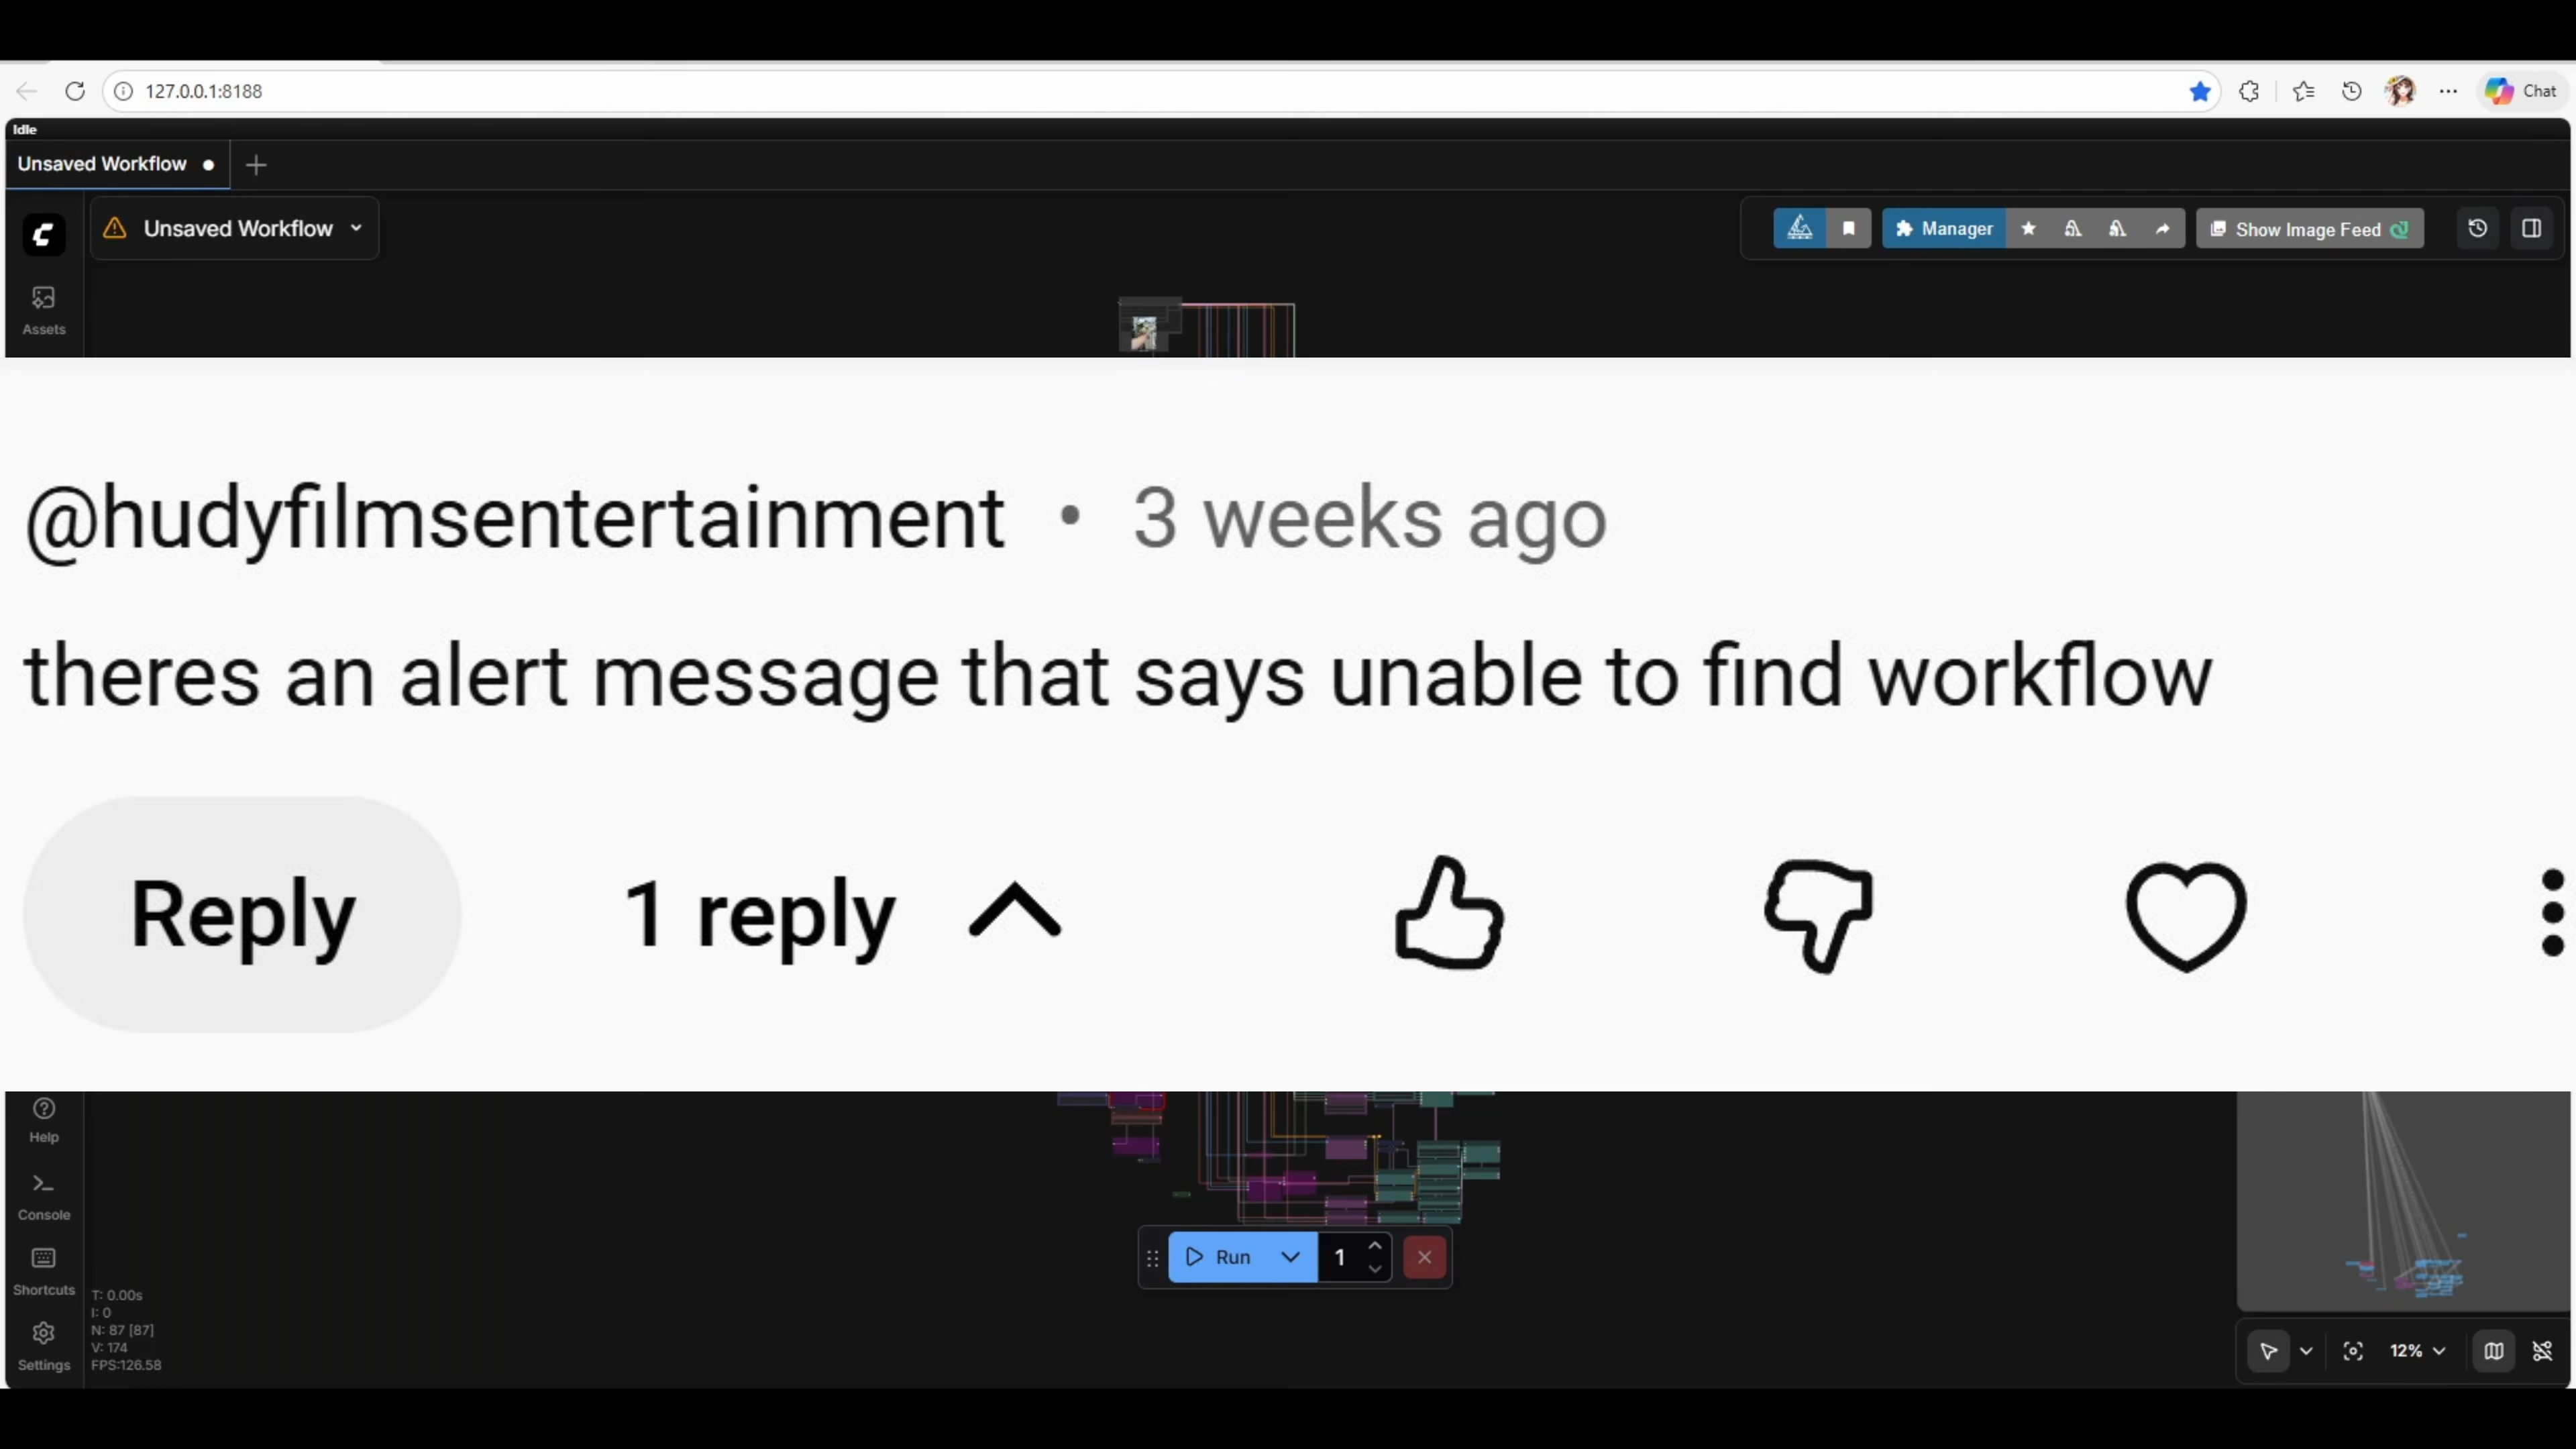 127.0.0.1:8188
Chat
Idle
Unsaved Workflow
Unsaved Workflow
Manager
Show Image Feed
Assets
@hudyfilmsentertainment • 3 weeks ago
theres an alert message that says unable to find workflow
Reply
1 reply
Help
Console
Shortcuts
Settings
T: 0.00s
I: 0
N: 87 [87]
V: 174
FPS:126.58
Run
1
12%